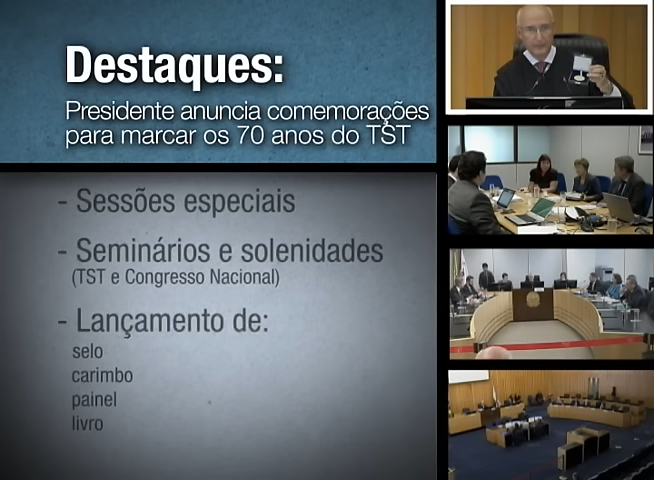 Destaques:
Presidente anuncia comemorações
para marcar os 70 anos do TST
- Sessões especiais
- Seminários e solenidades
(TST e Congresso Nacional)
- Lançamento de:
selo
carimbo
painel
livro